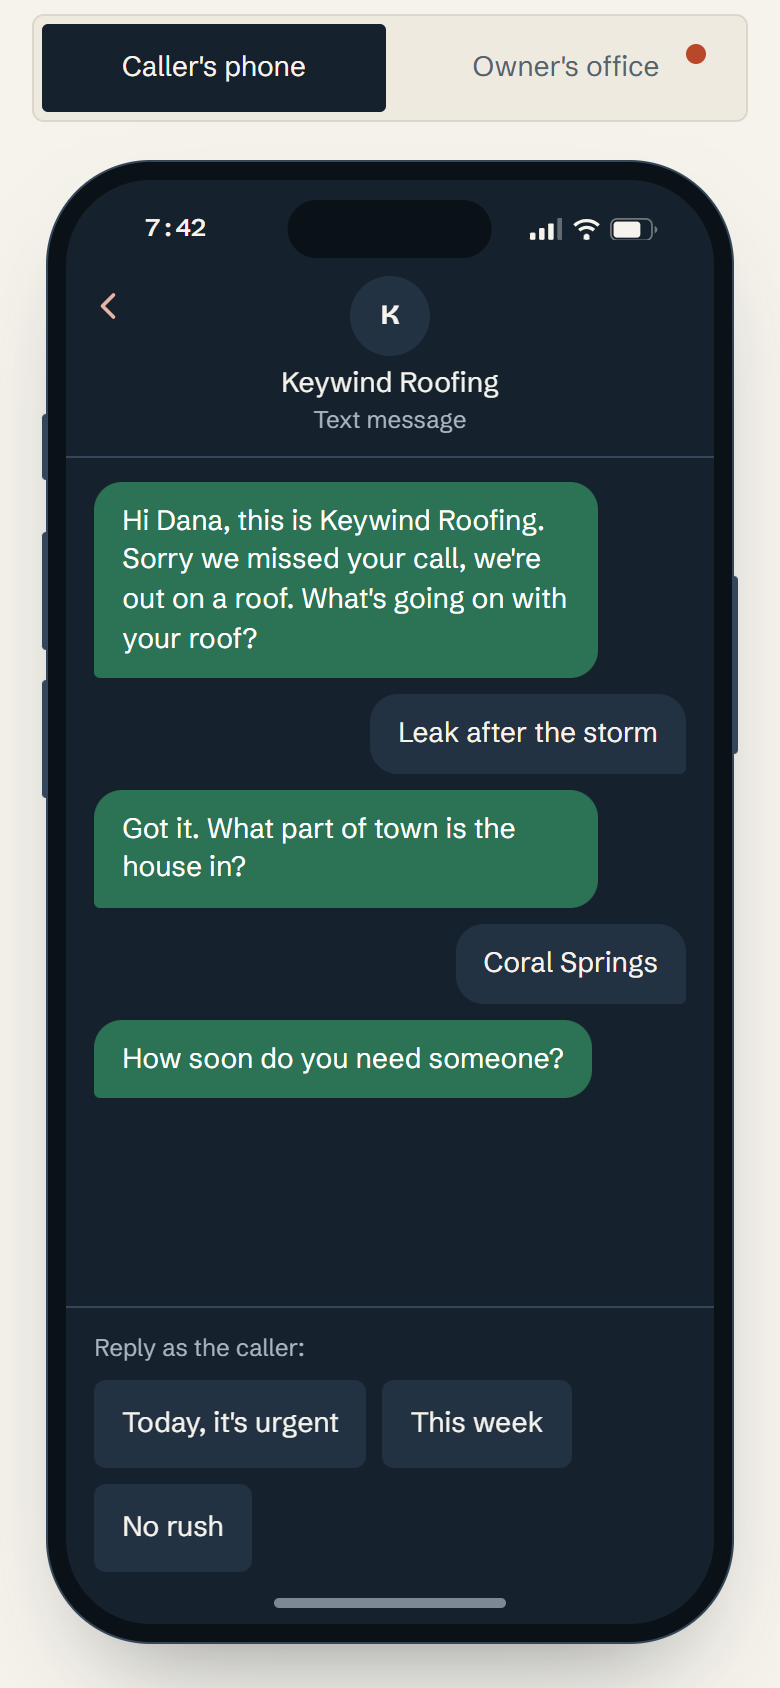 Caller's phone
Owner's office
7:42
K
Keywind Roofing
Text message
Hi Dana, this is Keywind Roofing.
Sorry we missed your call, we're
out on a roof. What's going on with
your roof?
Leak after the storm
Got it. What part of town is the
house in?
Coral Springs
How soon do you need someone?
Reply as the caller:
Today, it's urgent
This week
No rush